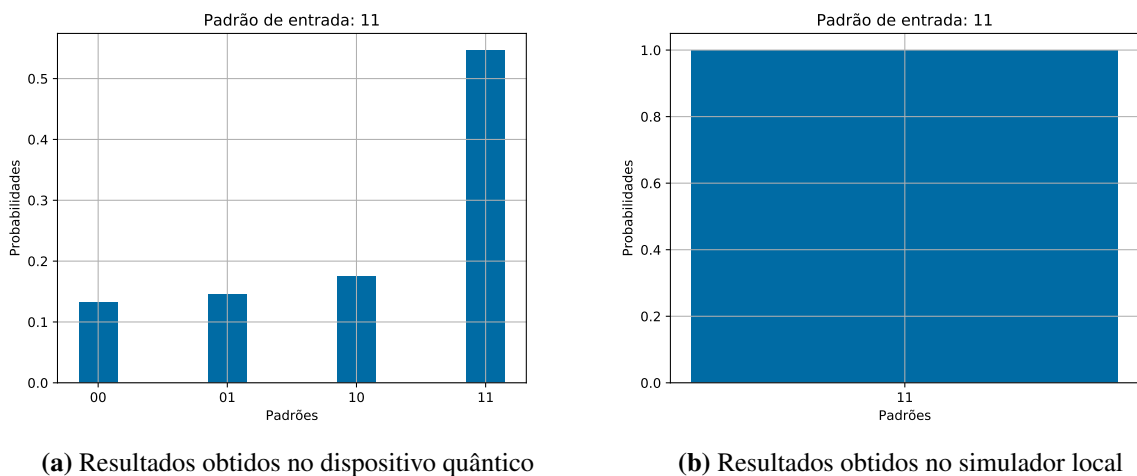 Padrão de entrada: 11
0.5
0.4
0.3
0.2
0.1
0.0
Probabilidades
00 01 10 11
Padrões
(a) Resultados obtidos no dispositivo quântico
Padrão de entrada: 11
1.0
0.8
0.6
0.4
0.2
0.0
Probabilidades
11
Padrões
(b) Resultados obtidos no simulador local